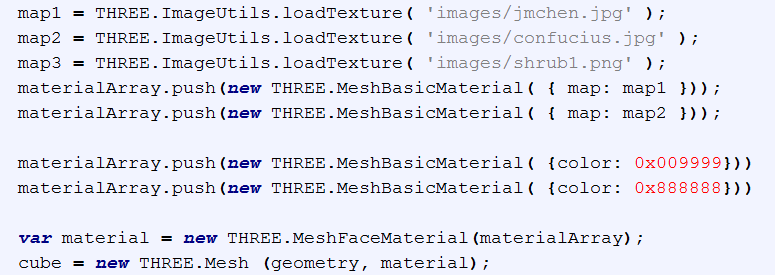 map1 = THREE.ImageUtils.loadTexture( 'images/jmchen.jpg' );
map2 = THREE.ImageUtils.loadTexture( 'images/confucius.jpg' );
map3 = THREE.ImageUtils.loadTexture( 'images/shrub1.png' );
materialArray.push(new THREE.MeshBasicMaterial( { map: map1 }));
materialArray.push(new THREE.MeshBasicMaterial( { map: map2 }));
materialArray.push(new THREE.MeshBasicMaterial( {color: 0x009999}))
materialArray.push(new THREE.MeshBasicMaterial( {color: 0x888888}))
var material = new THREE.MeshFaceMaterial(materialArray);
cube = new THREE.Mesh (geometry, material);